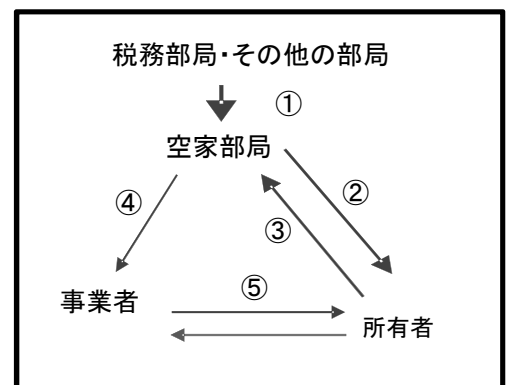 税務部局・その他の部局
①
空家部局
②
④
③
⑤
事業者
所有者